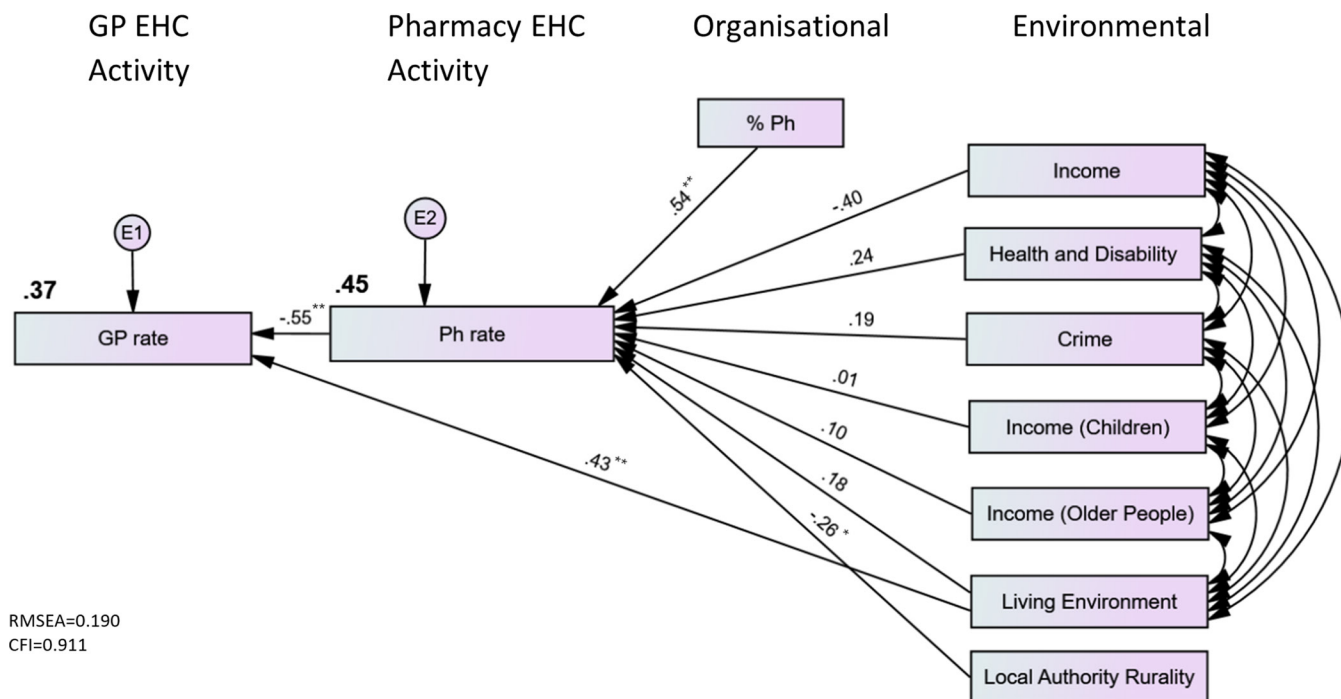 GP EHC
Activity
Pharmacy EHC
Activity
Organisational
Environmental
% Ph
Income
.54**
-.40
E1
E2
Health and Disability
.24
.37
.45
-.55**
GP rate
Ph rate
.19
Crime
.01
Income (Children)
.10
.43**
.18
Income (Older People)
-.26*
Living Environment
RMSEA=0.190
CFI=0.911
Local Authority Rurality